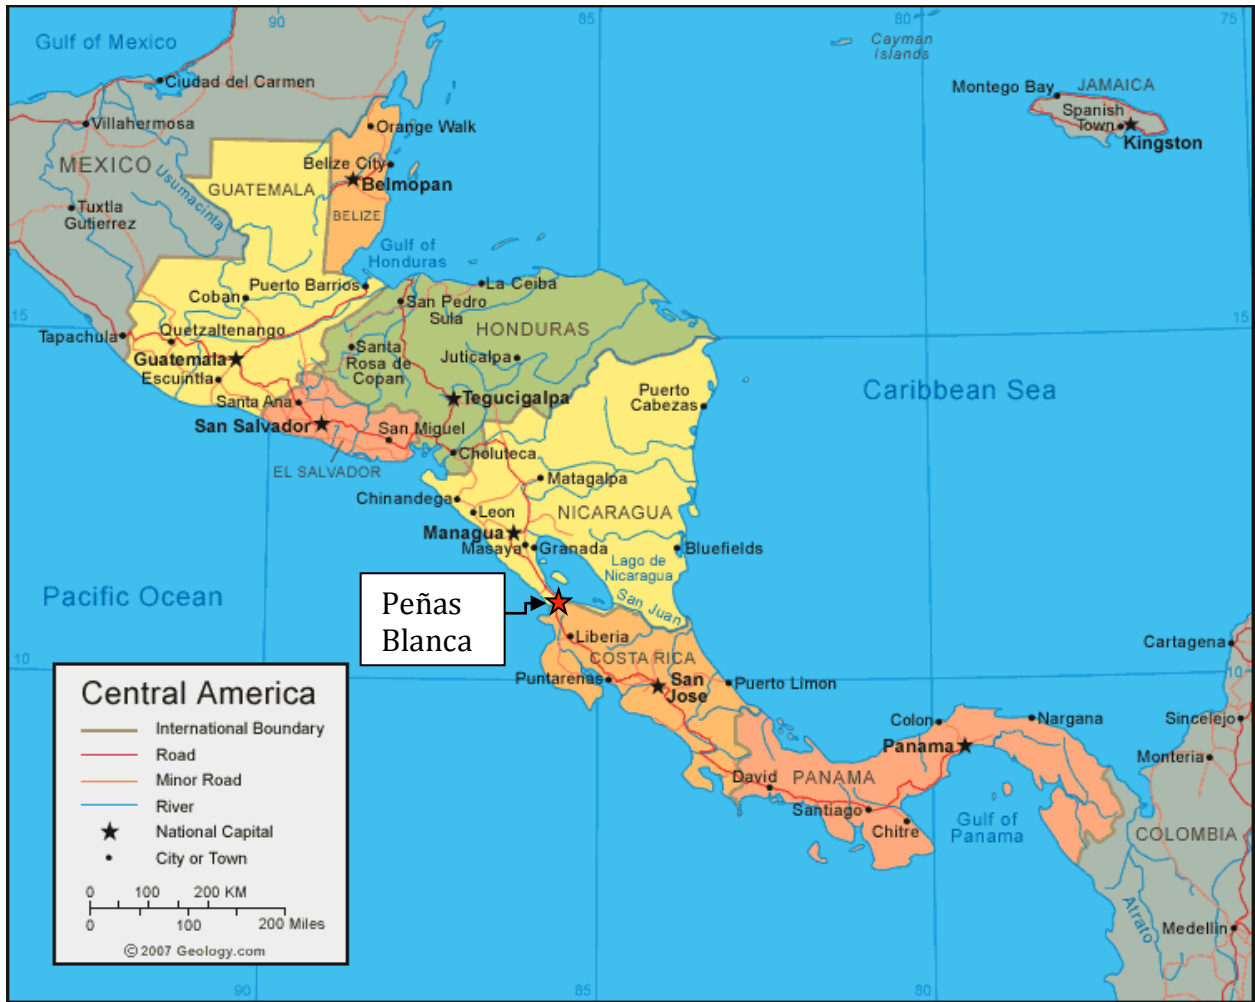 90
85
80
75
Gulf of Mexico
Cayman
Islands
Ciudad del Carmen
Montego Bay
JAMAICA
Spanish
Town
Kingston
Villahermosa
Orange Walk
MEXICO
Usumacinta
Belize City
GUATEMALA
Belmopan
BELIZE
Tuxtla
Gutierrez
Gulf of
Honduras
Puerto Barrios
La Ceiba
Coban
San Pedro
Sula
15
15
Tapachula
Quetzaltenango
HONDURAS
Guatemala
Santa
Rosa de
Copan
Juticalpa
Escuintla
Puerto
Cabezas
Caribbean Sea
Santa Ana
Tegucigalpa
San Salvador
San Miguel
EL SALVADOR
Choluteca
Matagalpa
Chinandega
Leon
NICARAGUA
Managua
Masaya
Granada
Bluefields
Lago de
Nicaragua
San Juan
Pacific Ocean
Peñas
Blanca
Liberia
COSTA RICA
Cartagena
10
10
Puntarenas
San
Jose
Puerto Limon
Colon
Nargana
Sincelejo
Panama
Monteria
David
PANAMA
Santiago
Chitre
Gulf of
Panama
COLOMBIA
Atrato
Medellin
Central America
International Boundary
Road
Minor Road
River
National Capital
City or Town
0 100 200 KM
0 100 200 Miles
© 2007 Geology.com
90
85
80